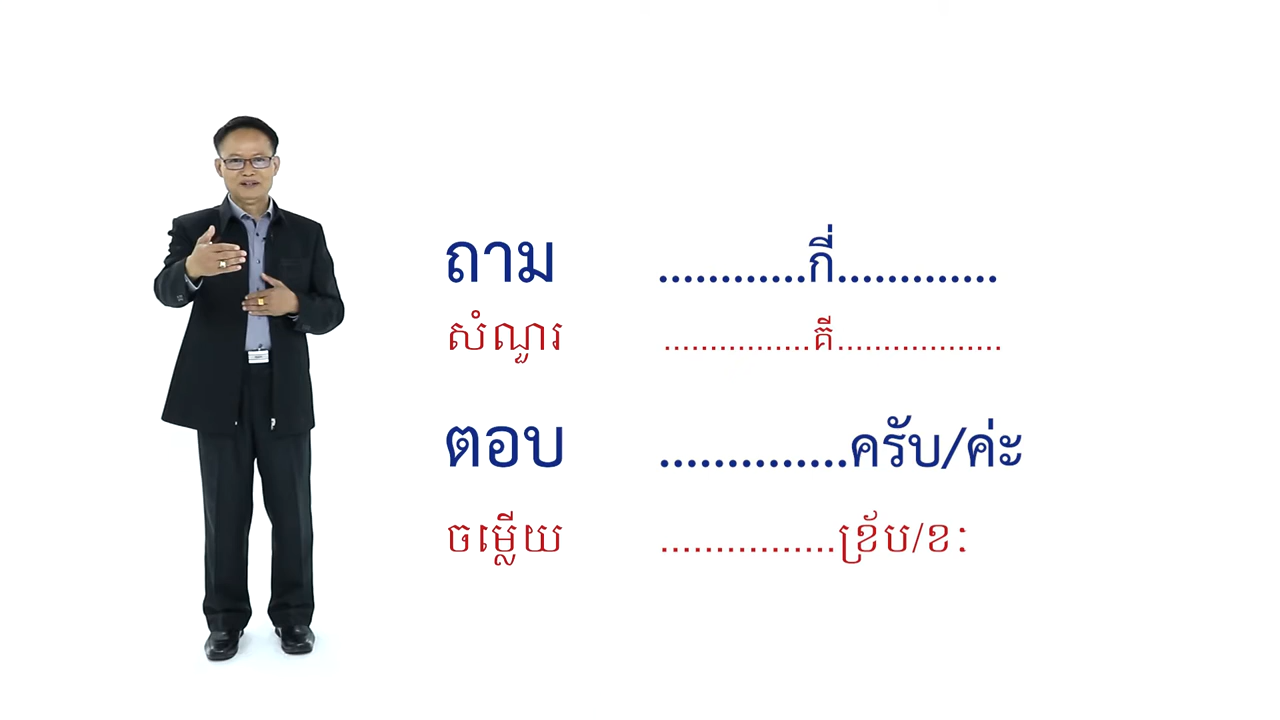 ถาม ............กี่.............
សំណួរ ................គី..................
ตอบ ...............ครับ/ค่ะ
ចម្លើយ ................ខ្រ័ប/ខៈ